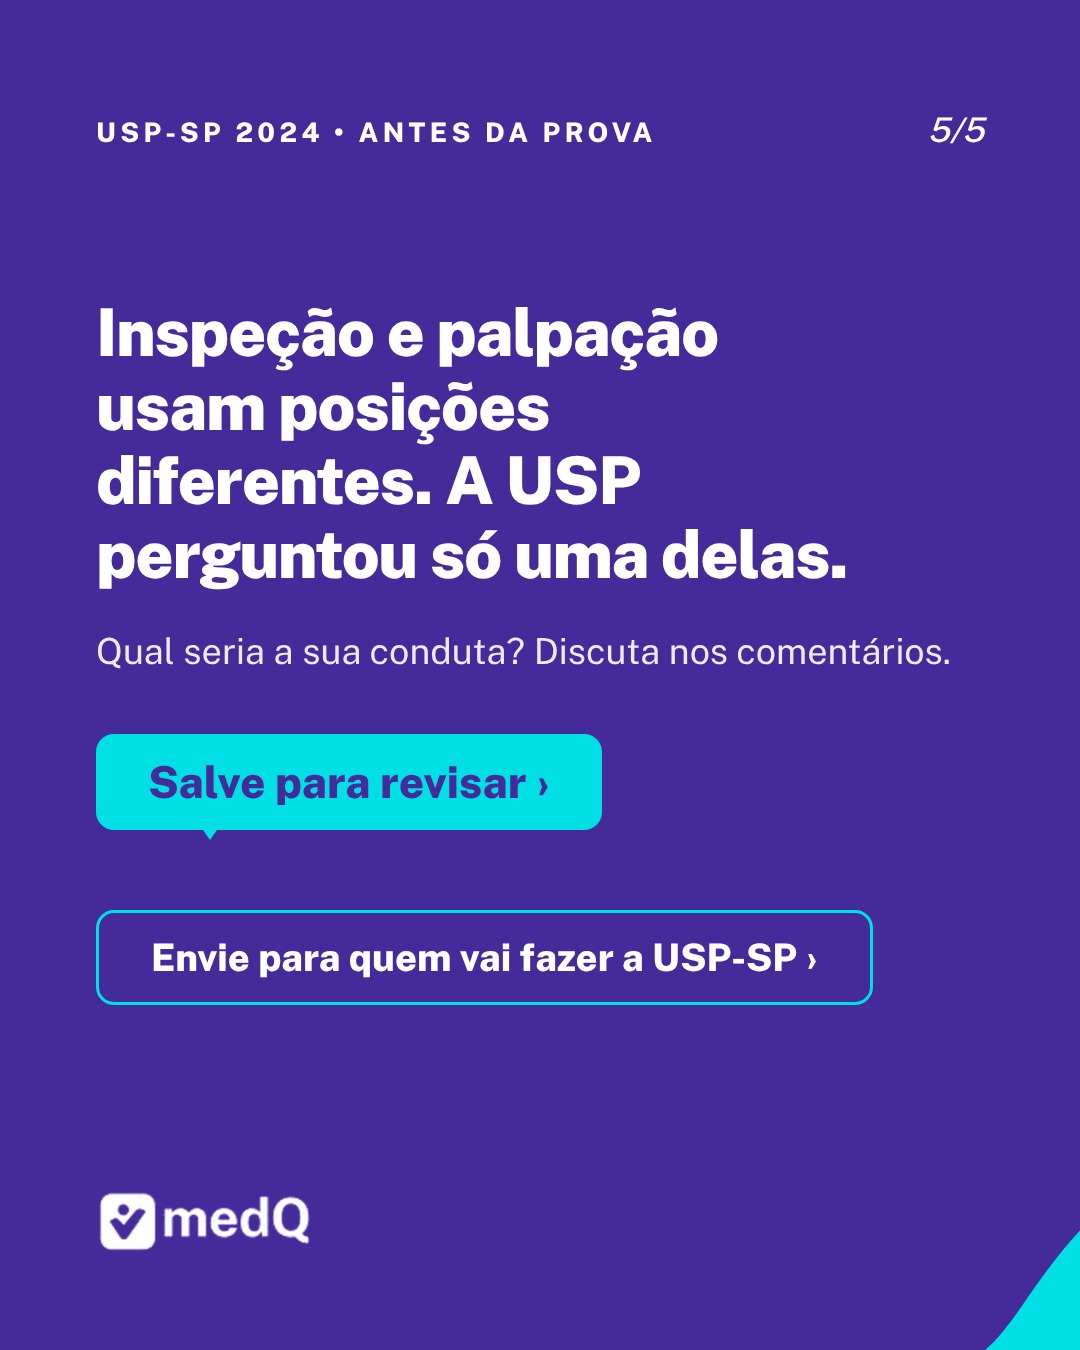 USP-SP 2024 • ANTES DA PROVA
5/5
Inspeção e palpação
usam posições
diferentes. A USP
perguntou só uma delas.
Qual seria a sua conduta? Discuta nos comentários.
Salve para revisar ›
Envie para quem vai fazer a USP-SP ›
medQ